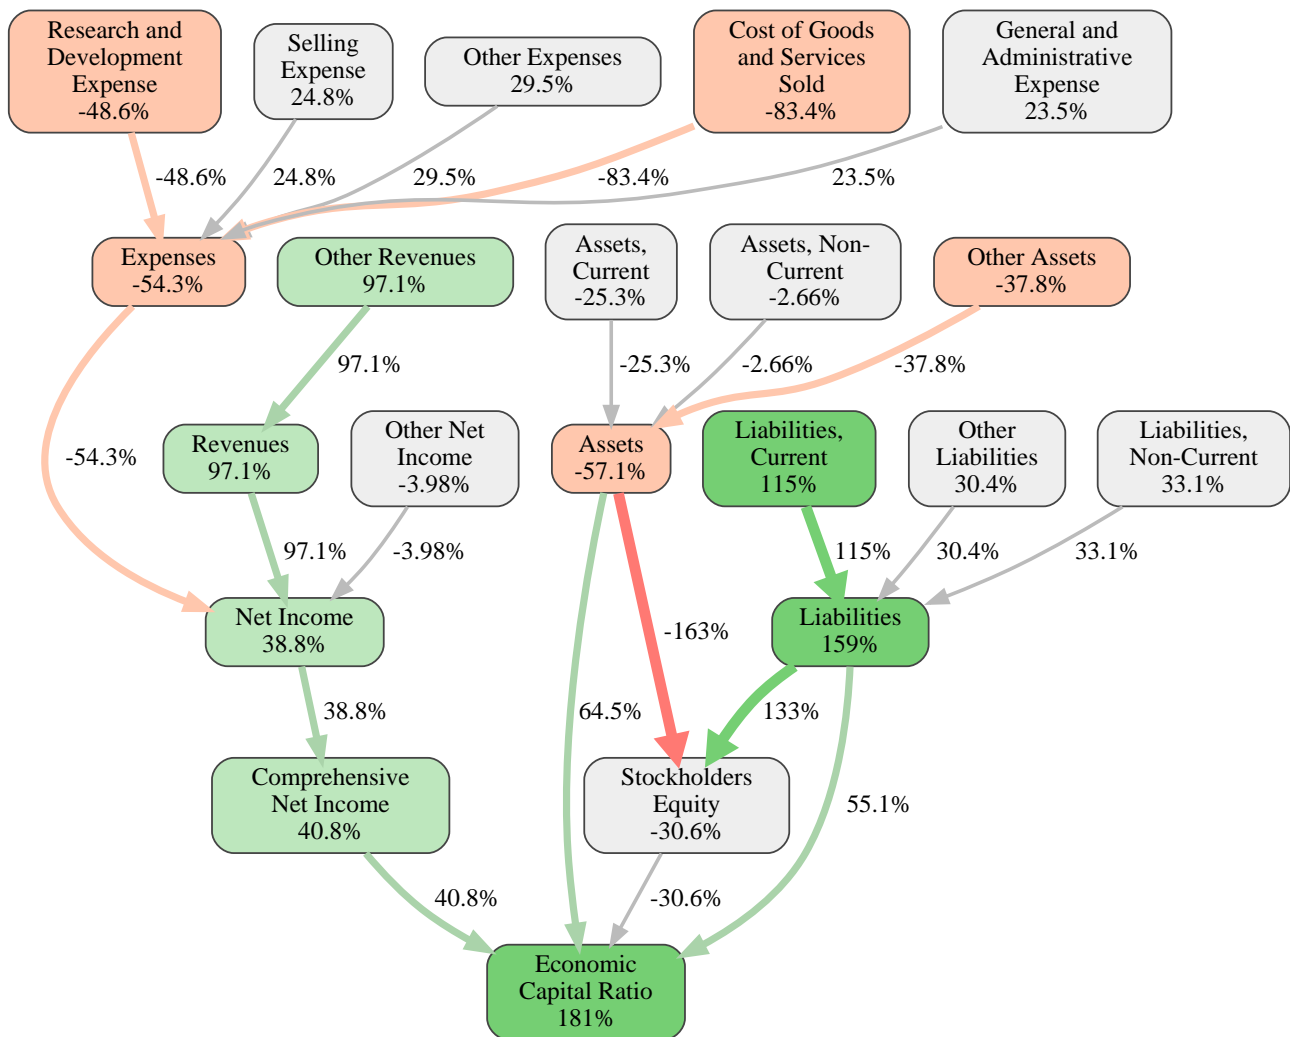 Research and
Development
Expense
-48.6%
Selling
Expense
24.8%
Other Expenses
29.5%
Cost of Goods
and Services
Sold
-83.4%
General and
Administrative
Expense
23.5%
-48.6%
24.8%
29.5%
-83.4%
23.5%
Expenses
-54.3%
Other Revenues
97.1%
Assets,
Current
-25.3%
Assets, Non-
Current
-2.66%
Other Assets
-37.8%
97.1%
-25.3%
-2.66%
-37.8%
-54.3%
Revenues
97.1%
Other Net
Income
-3.98%
Assets
-57.1%
Liabilities,
Current
115%
Other
Liabilities
30.4%
Liabilities,
Non-Current
33.1%
97.1%
-3.98%
115%
30.4%
33.1%
Net Income
38.8%
-163%
Liabilities
159%
38.8%
64.5%
133%
Comprehensive
Net Income
40.8%
Stockholders
Equity
-30.6%
55.1%
40.8%
-30.6%
Economic
Capital Ratio
181%